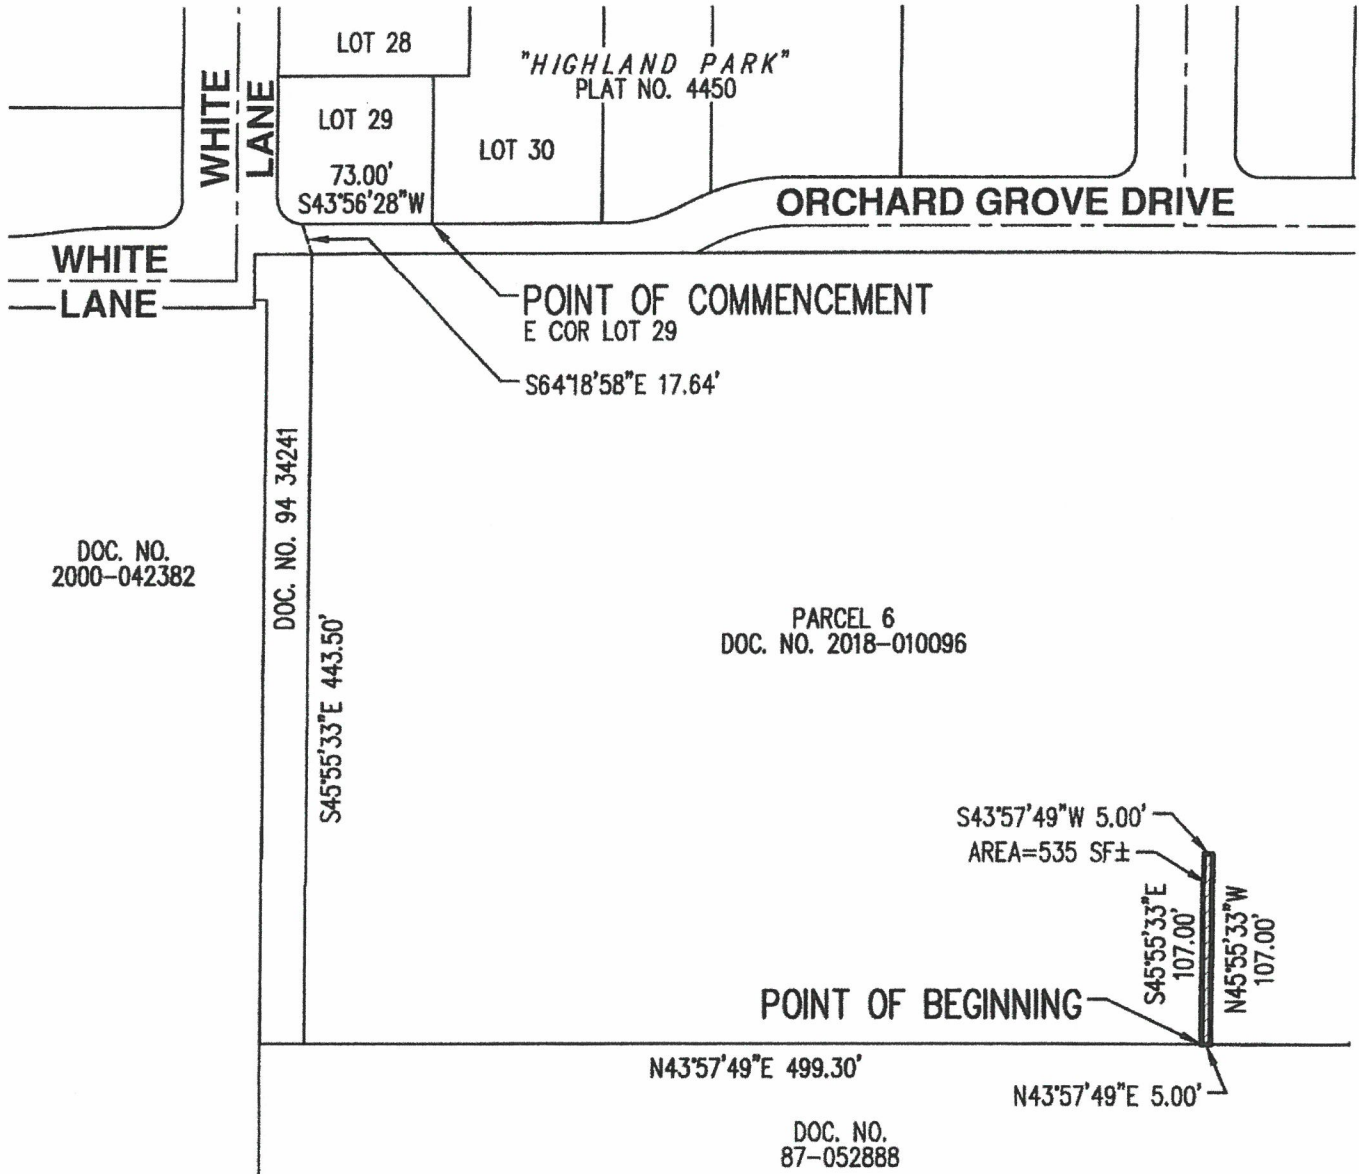 LOT 28
"HIGHLAND PARK"
PLAT NO. 4450
WHITE
LANE
LOT 29
LOT 30
73.00'
S43°56'28"W
ORCHARD GROVE DRIVE
WHITE
LANE
POINT OF COMMENCEMENT
E COR LOT 29
S64°18'58"E 17.64'
DOC. NO. 94 34241
DOC. NO.
2000-042382
S45°55'33"E 443.50'
PARCEL 6
DOC. NO. 2018-010096
S43°57'49"W 5.00'
AREA=535 SF±
S45°55'33"E
107.00'
N45°55'33"W
107.00'
POINT OF BEGINNING
N43°57'49"E 499.30'
N43°57'49"E 5.00'
DOC. NO.
87-052888